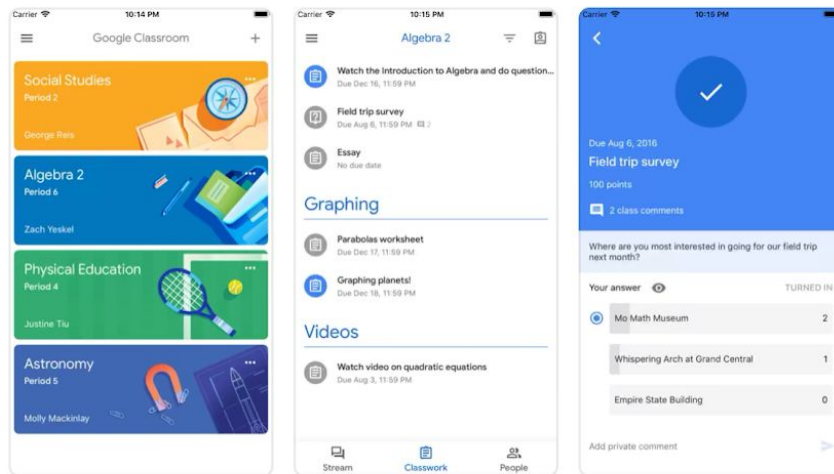 Carrier 10:14 PM
Google Classroom
Social Studies
Period 2
George Reis
Algebra 2
Period 6
Zach Yeskel
Physical Education
Period 4
Justine Tiu
Astronomy
Period 5
Molly Mackinlay
Carrier 10:15 PM
Algebra 2
Watch the Introduction to Algebra and do question...
Due Dec 16, 11:59 PM
Field trip survey
Due Aug 6, 11:59 PM 2
Essay
No due date
Graphing
Parabolas worksheet
Due Dec 17, 11:59 PM
Graphing planets!
Due Dec 18, 11:59 PM
Videos
Watch video on quadratic equations
Due Aug 3, 11:59 PM
Stream Classwork People
Carrier 10:15 PM
Due Aug 6, 2016
Field trip survey
100 points
2 class comments
Where are you most interested in going for our field trip
next month?
Your answer TURNED IN
Mo Math Museum 2
Whispering Arch at Grand Central 1
Empire State Building 0
Add private comment